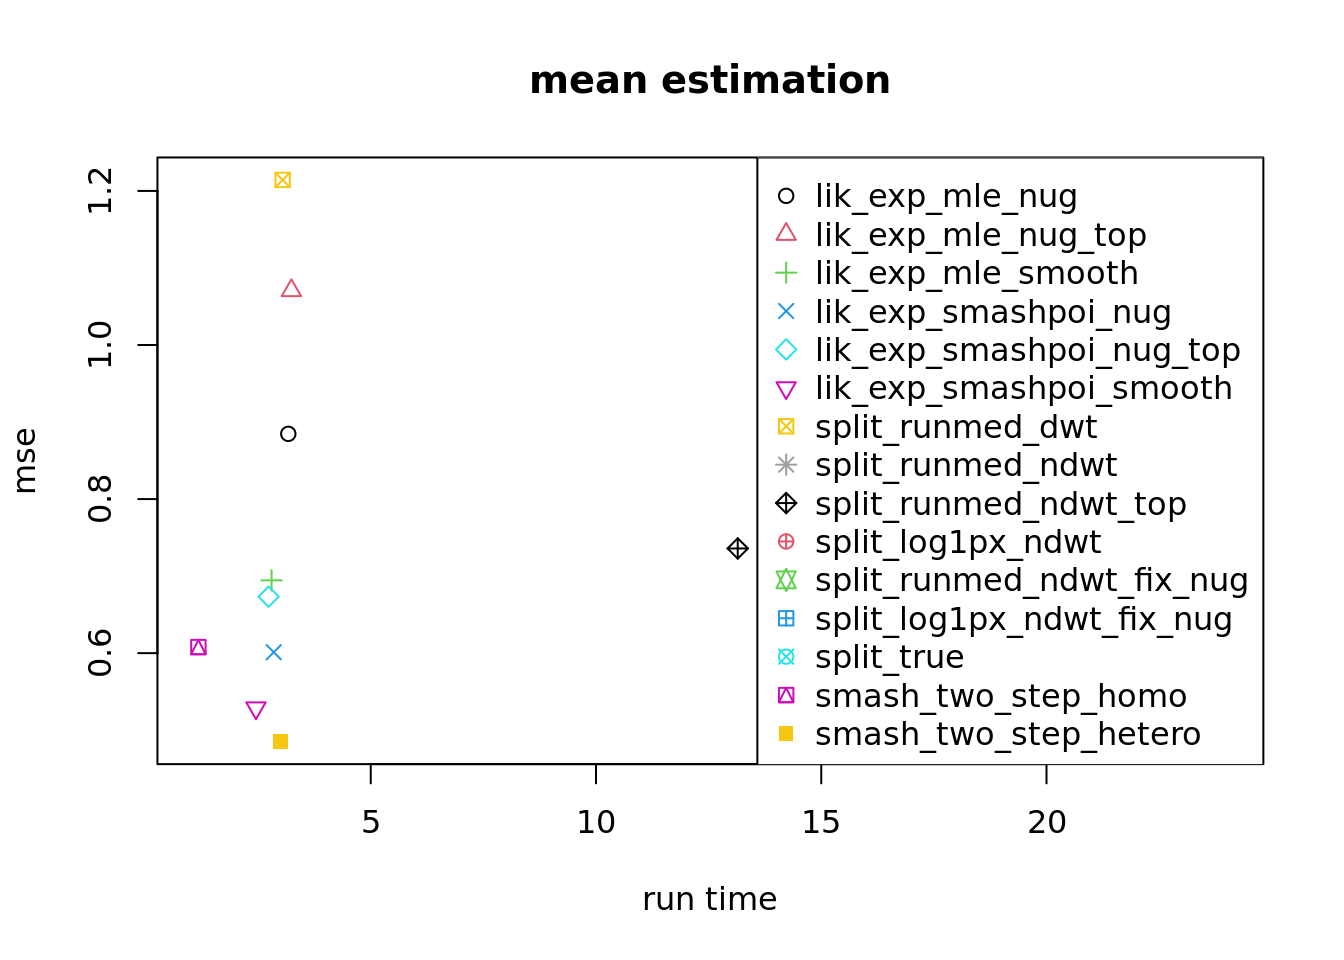 mean estimation
mse
1.2
1.0
0.8
0.6
lik_exp_mle_nug
lik_exp_mle_nug_top
lik_exp_mle_smooth
lik_exp_smashpoi_nug
lik_exp_smashpoi_nug_top
lik_exp_smashpoi_smooth
split_runmed_dwt
split_runmed_ndwt
split_runmed_ndwt_top
split_log1px_ndwt
split_runmed_ndwt_fix_nug
split_log1px_ndwt_fix_nug
split_true
smash_two_step_homo
smash_two_step_hetero
5 10 15 20
run time